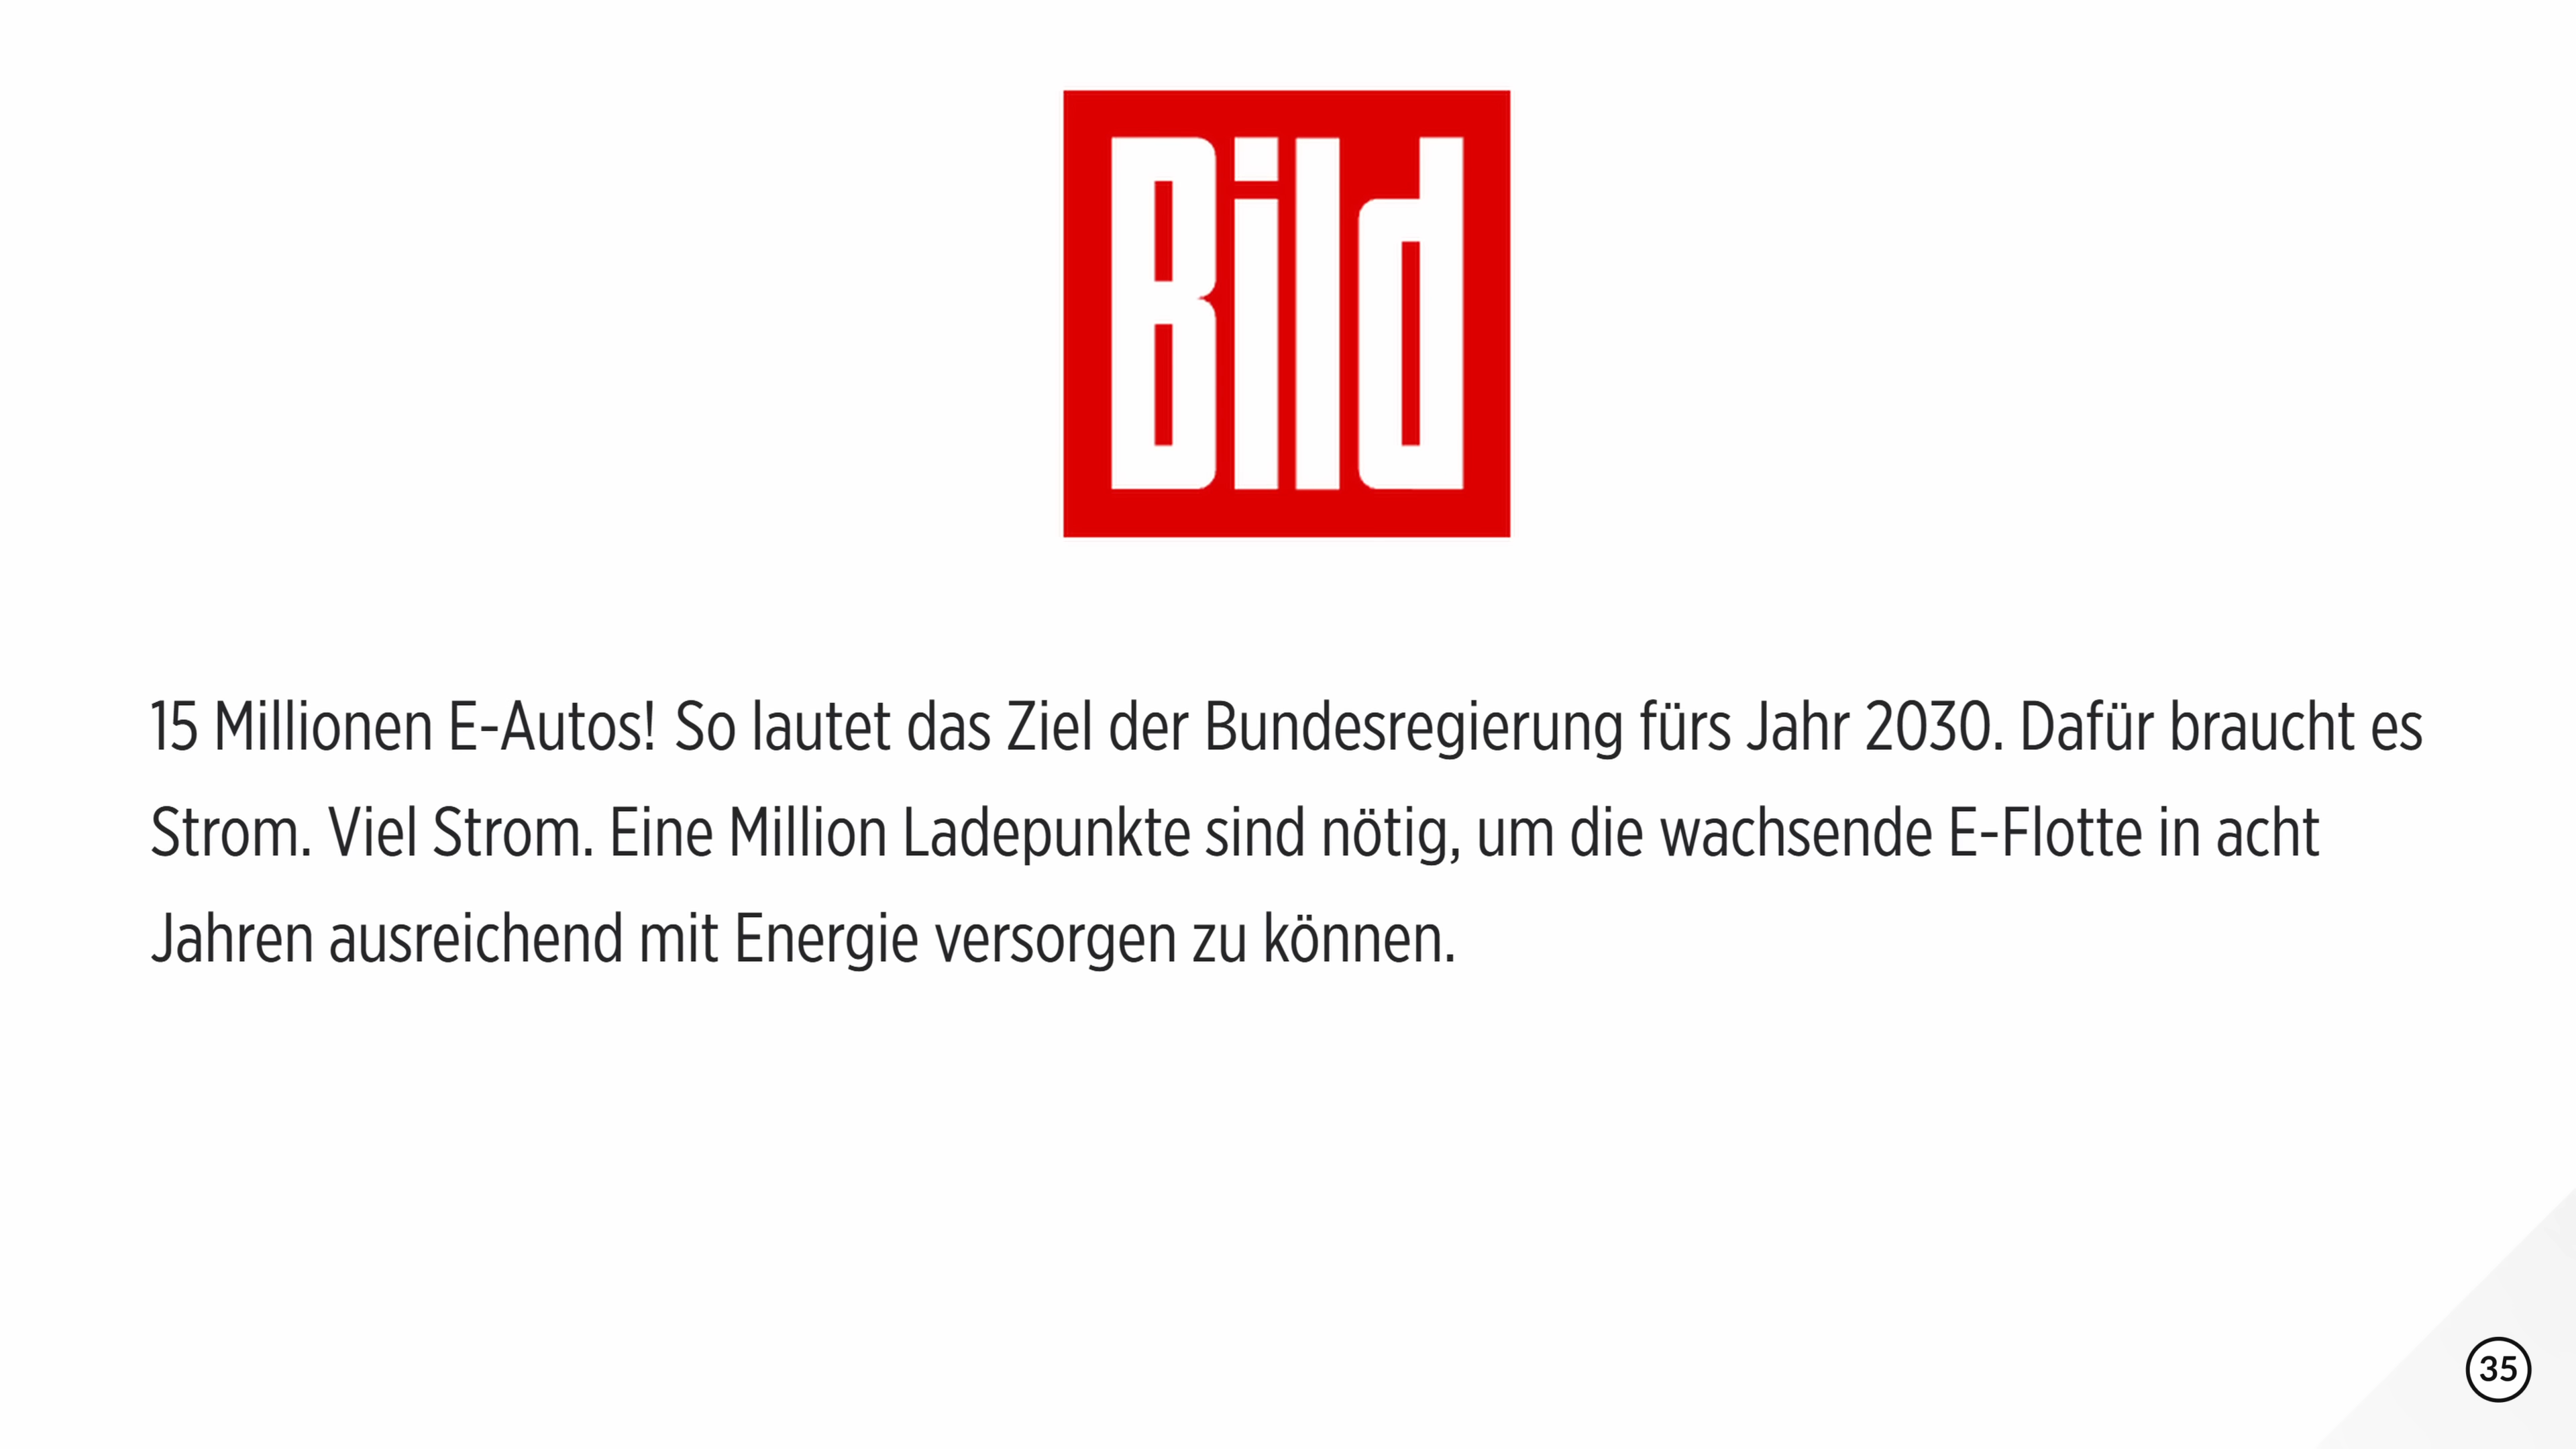 Bild
15 Millionen E-Autos! So lautet das Ziel der Bundesregierung fürs Jahr 2030. Dafür braucht es
Strom. Viel Strom. Eine Million Ladepunkte sind nötig, um die wachsende E-Flotte in acht
Jahren ausreichend mit Energie versorgen zu können.
35